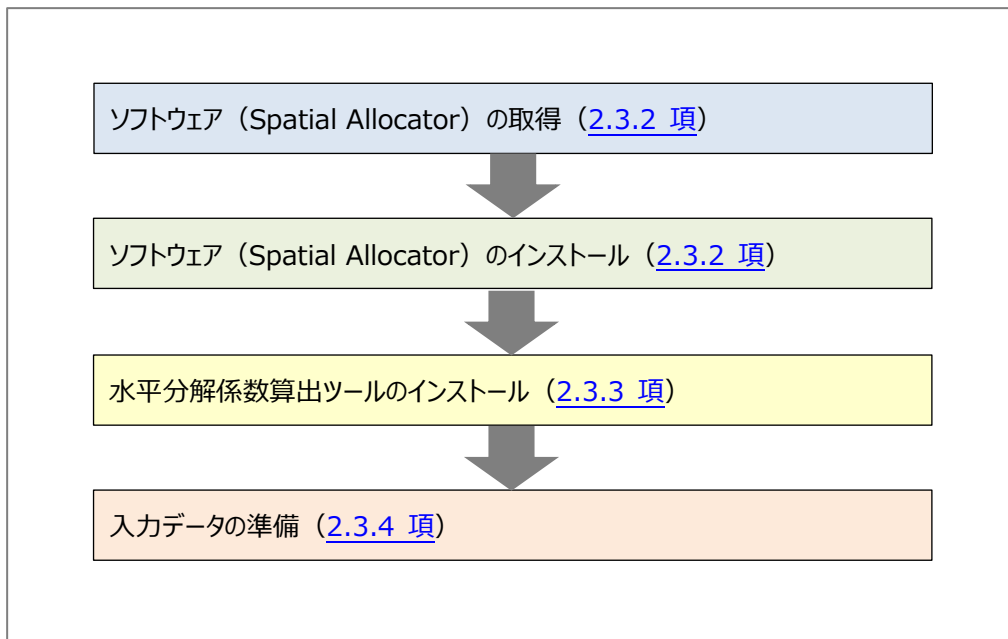 ソフトウェア（Spatial Allocator）の取得（2.3.2 項）
ソフトウェア（Spatial Allocator）のインストール（2.3.2 項）
水平分解係数算出ツールのインストール（2.3.3 項）
入力データの準備（2.3.4 項）